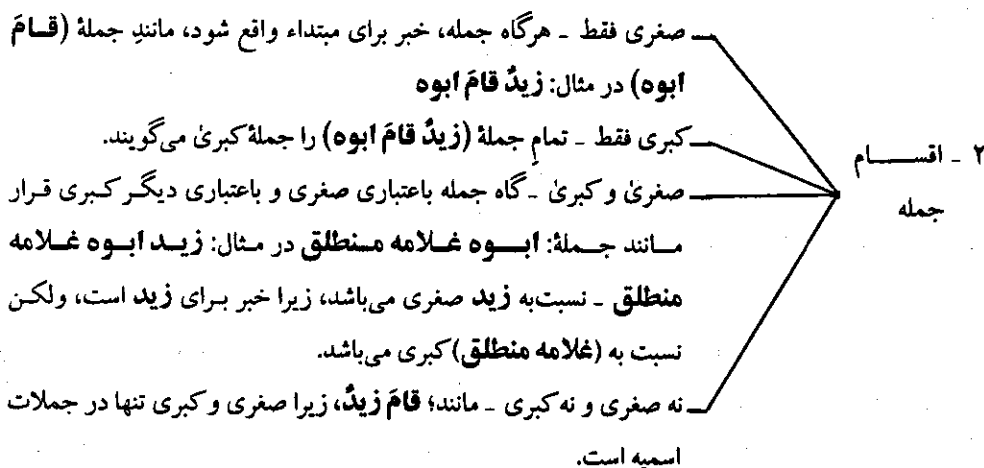 صغری فقط - هرگاه جمله، خبر برای مبتداء واقع شود، مانندِ جملهٔ (قامَ
ابوه) در مثال: زیدٌ قامَ ابوه
کبری فقط - تمامِ جملهٔ (زیدٌ قامَ ابوه) را جملهٔ کبریٰ می‌گویند.
۲ - اقسام
جمله
صغریٰ و کبریٰ - گاه جمله باعتباری صغری و باعتباری دیگر کبری قرار
مانند جملهٔ: ابوه غلامه منطلق در مثال: زید ابوه غلامه
منطلق - نسبت‌به زید صغری می‌باشد، زیرا خبر برای زید است، ولکن
نسبت به (غلامه منطلق) کبری می‌باشد.
نه صغری و نه کبری - مانند؛ قامَ زیدٌ، زیرا صغری و کبری تنها در جملات
اسمیه است.